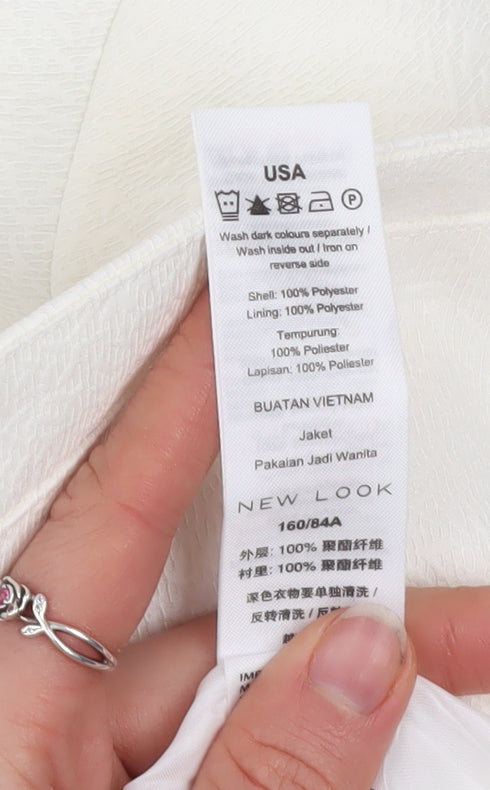 USA
P
Wash dark colours separately /
Wash inside out / Iron on
reverse side
Shell: 100% Polyester
Lining: 100% Polyester
Tempurung:
100% Poliester
Lapisan: 100% Poliester
BUATAN VIETNAM
Jaket
Pakaian Jadi Wanita
NEW LOOK
160/84A
外层: 100% 聚酯纤维
衬里: 100% 聚酯纤维
深色衣物要单独清洗 /
反转清洗 /